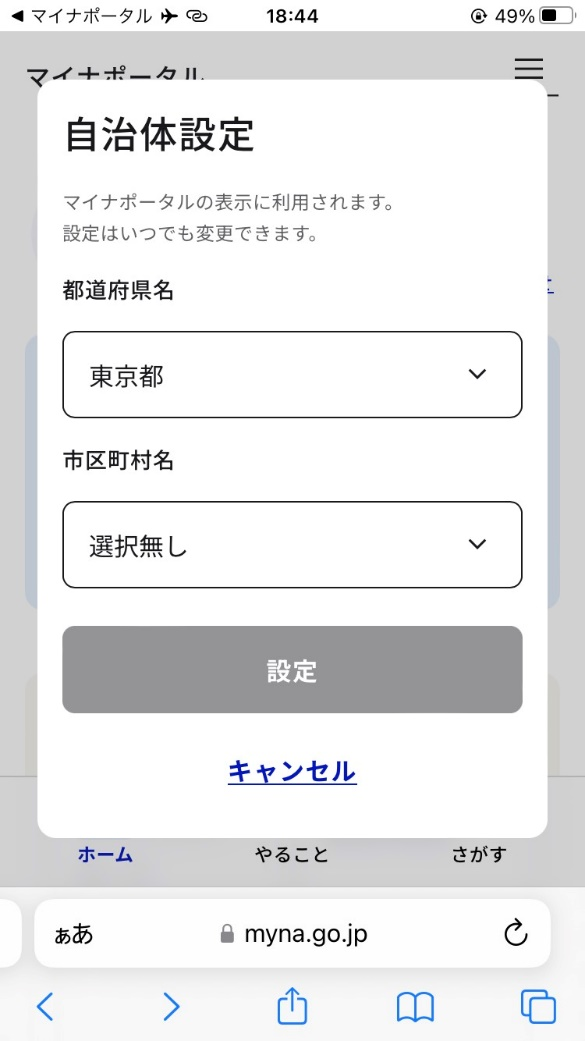 マイナポータル
18:44
49%
マイナポータル
自治体設定
マイナポータルの表示に利用されます。
設定はいつでも変更できます。
都道府県名
東京都
市区町村名
選択無し
設定
キャンセル
ホーム
やること
さがす
ぁあ
myna.go.jp